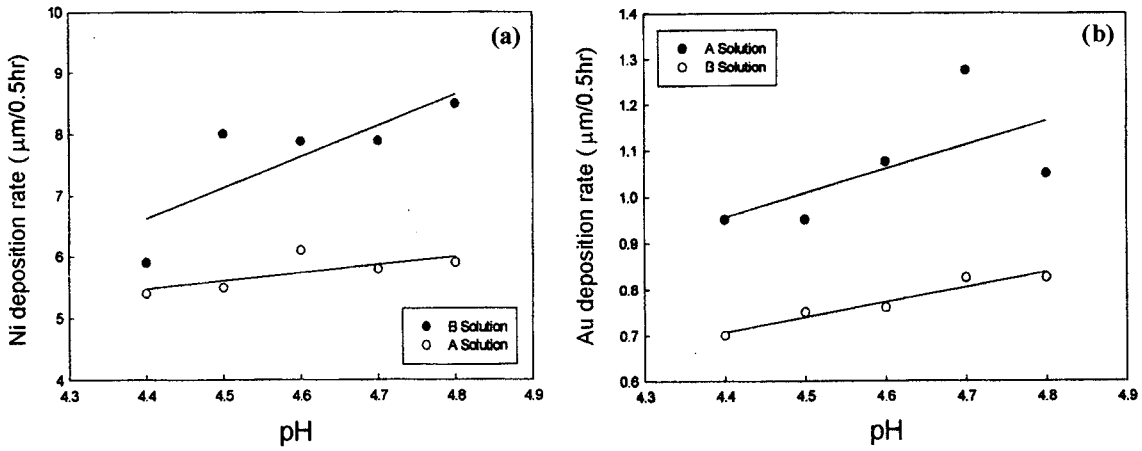 (a)
Ni deposition rate ( μm/0.5hr)
10
9
8
7
6
5
4
B Solution
A Solution
4.3 4.4 4.5 4.6 4.7 4.8 4.9
pH
(b)
Au deposition rate ( μm/0.5hr)
1.4
1.3
1.2
1.1
1.0
0.9
0.8
0.7
0.6
A Solution
B Solution
4.3 4.4 4.5 4.6 4.7 4.8 4.9
pH